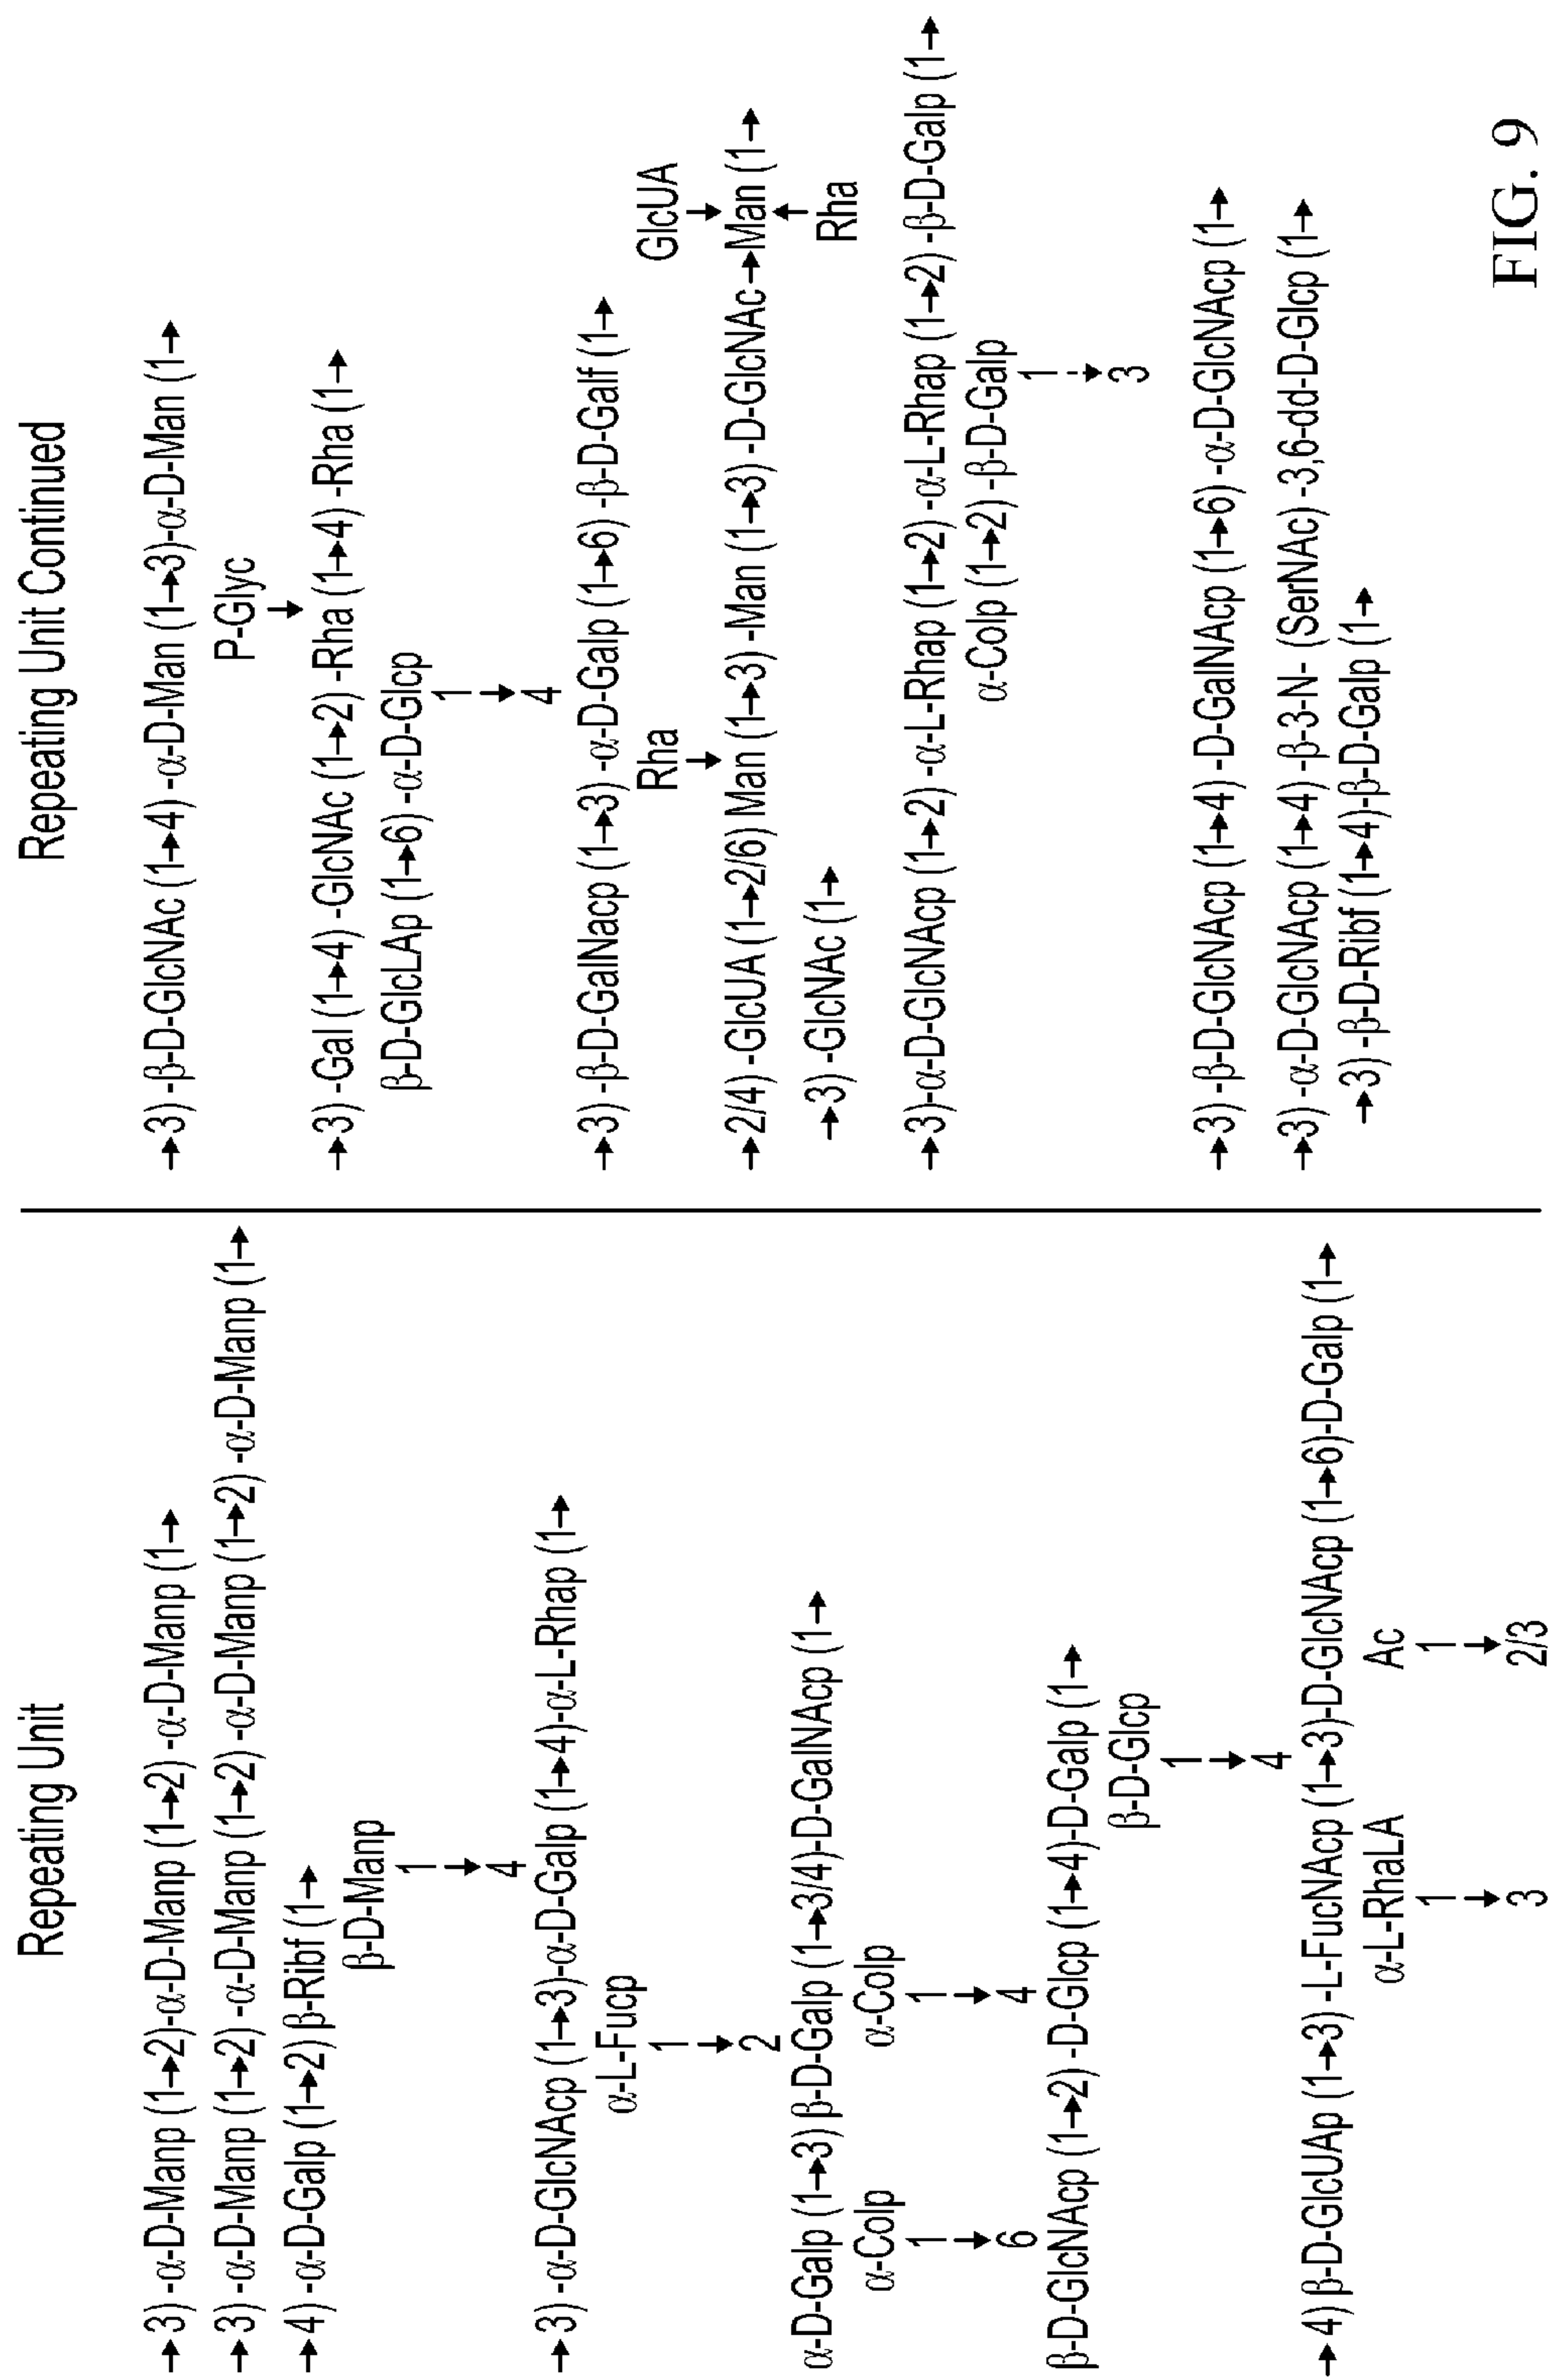 Repeating Unit
→3) -α-D-Manp (1→2)-α-D-Manp (1→2) -α-D-Manp (1→
→3) -α-D-Manp (1→2) -α-D-Manp (1→2) -α-D-Manp (1→2) -α-D-Manp (1→
→4) -α-D-Galp (1→2) β-Ribf (1→
β-D-Manp
1
↓
4
→3) -α-D-GlcNAcp (1→3)-α-D-Galp (1→4)-α-L-Rhap (1→
α-L-Fucp
1
↓
2
α-D-Galp (1→3) β-D-Galp (1→3/4)-D-GalNAcp (1→
α-Colp α-Colp
1 1
↓ ↓
6 4
β-D-GlcNAcp (1→2) -D-Glcp (1→4)-D-Galp (1→
β-D-Glcp
1
↓
4
→4) β-D-GlcUAp (1→3) -L-FucNAcp (1→3)-D-GlcNAcp (1→6)-D-Galp (1→
α-L-RhaLA Ac
1 1
↓ ↓
3 2/3
Repeating Unit Continued
→3) -β-D-GlcNAc (1→4) -α-D-Man (1→3)-α-D-Man (1→
P-Glyc
↓
→3) -Gal (1→4) -GlcNAc (1→2) -Rha (1→4) -Rha (1→
β-D-GlcLAp (1→6) -α-D-Glcp
1
↓
4
→3) -β-D-GalNacp (1→3) -α-D-Galp (1→6) -β-D-Galf (1→
Rha GlcUA
↓ ↓
→2/4) -GlcUA (1→2/6) Man (1→3) -Man (1→3) -D-GlcNAc→Man (1→
↑
→3) -GlcNAc (1→ Rha
→3)-α-D-GlcNAcp (1→2) -α-L-Rhap (1→2) -α-L-Rhap (1→2) -β-D-Galp (1→
α-Colp (1→2) -β-D-Galp
1
↓
3
→3) -β-D-GlcNAcp (1→4) -D-GalNAcp (1→6) -α-D-GlcNAcp (1→
→3) -α-D-GlcNAcp (1→4) -β-3-N- (SerNAc) -3,6-dd-D-Glcp (1→
→3) -β-D-Ribf (1→4)-β-D-Galp (1→
FIG. 9